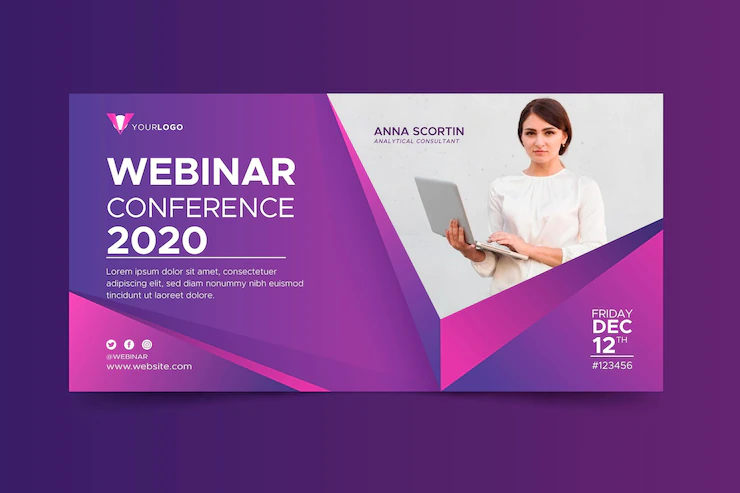 YOURLOGO
WEBINAR
CONFERENCE
2020
Lorem ipsum dolor sit amet, consectetuer
adipiscing elit, sed diam nonummy nibh euismod
tincidunt ut laoreet dolore.
@WEBINAR
www.website.com
ANNA SCORTIN
ANALYTICAL CONSULTANT
FRIDAY
DEC
12TH
#123456